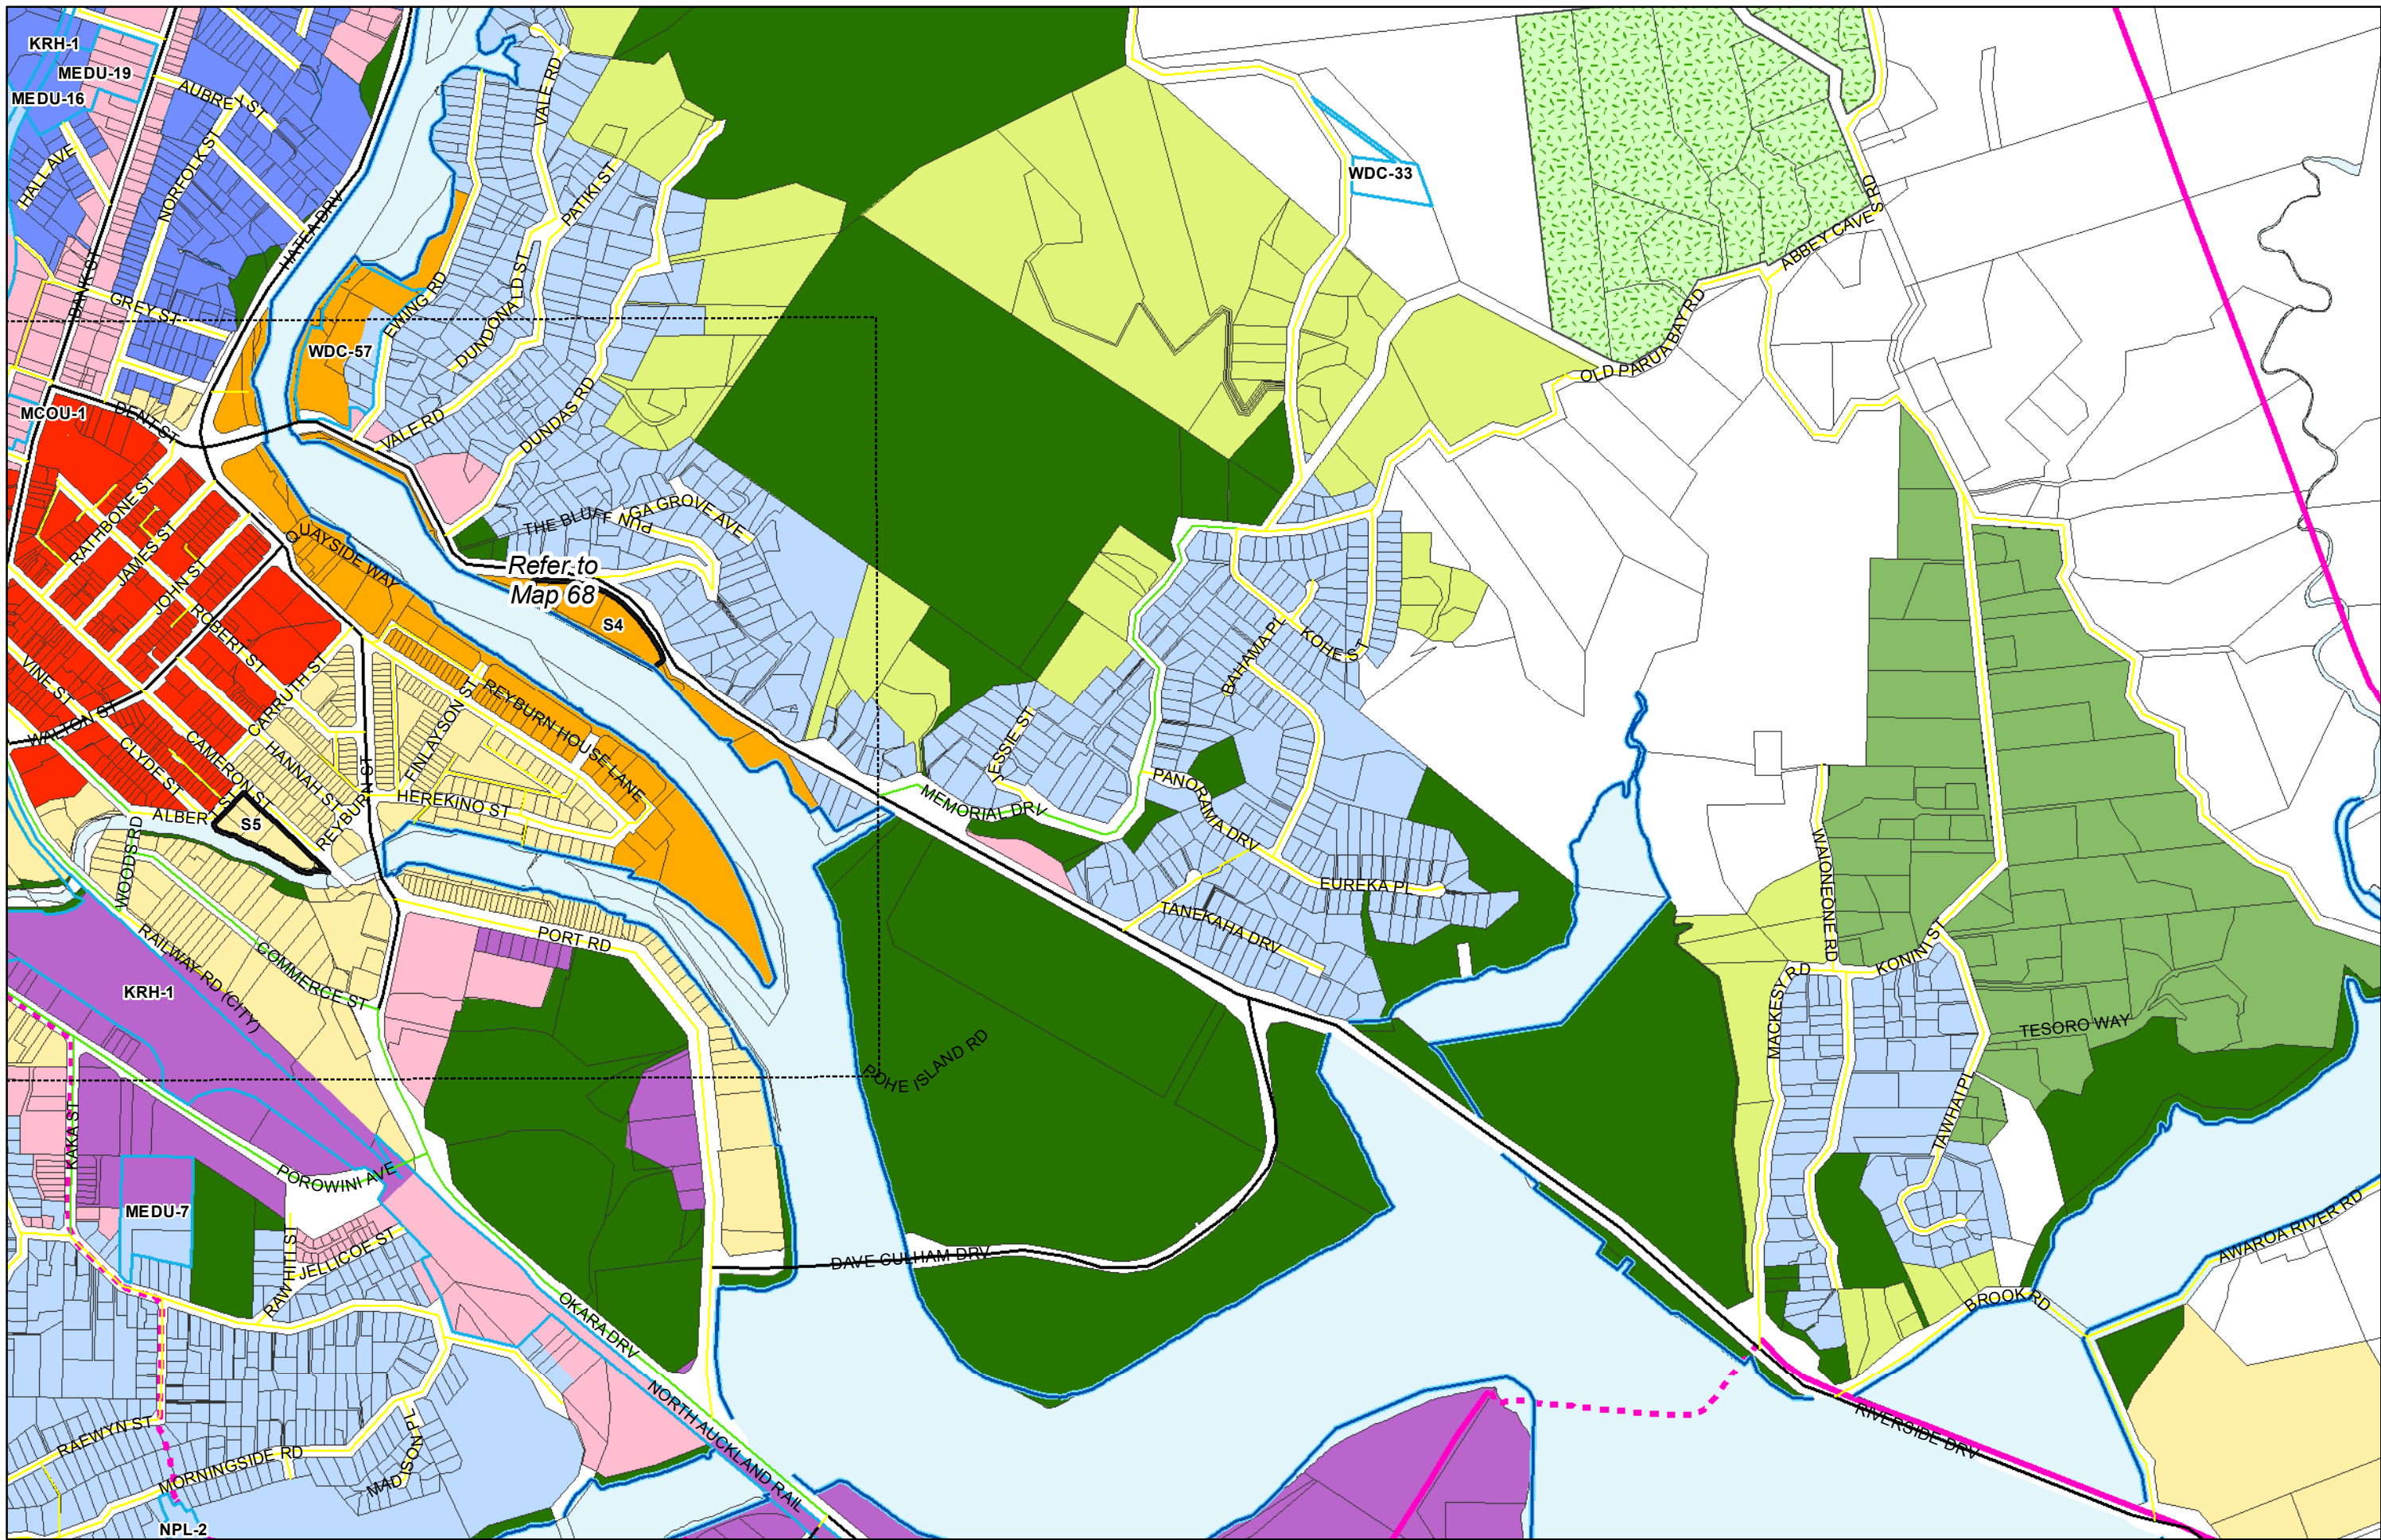 KRH-1
MEDU-19
MEDU-16
AUBREY ST
HALL AVE
NORFOLK ST
HATEA DRV
BANK ST
GREY ST
VALE RD
PATIKI ST
EWING RD
DUNDONALD ST
WDC-57
WDC-33
ABBEY CAVES RD
OLD PARUA BAY RD
MCOU-1
DENT ST
VALE RD
DUNDAS RD
RATHBONE ST
JAMES ST
JOHN ST
ROBERT ST
QUAYSIDE WAY
THE BLUFF
PUNGA GROVE AVE
Refer to
Map 68
S4
VINE ST
WALTON ST
CLYDE ST
CAMERON ST
CARRUTH ST
HANNAH ST
REYBURN ST
FINLAYSON ST
REYBURN HOUSE LANE
HEREKINO ST
ALBERT ST
S5
WOODS RD
BAHAMA PL
KOHE ST
JESSIE ST
MEMORIAL DRV
PANORAMA DRV
EUREKA PL
TANEKAHA DRV
WAIONEONE RD
KONINI ST
MACKESY RD
TESORO WAY
TAWHAI PL
KRH-1
RAILWAY RD (CITY)
COMMERCE ST
PORT RD
POHE ISLAND RD
KAKA ST
POROWINI AVE
MEDU-7
RAWHITI ST
JELLICOE ST
DAVE CULHAM DRV
OKARA DRV
AWAROA RIVER RD
BROOK RD
NORTH AUCKLAND RAIL
RIVERSIDE DRV
RAEWYN ST
MORNINGSIDE RD
MADISON PL
NPL-2